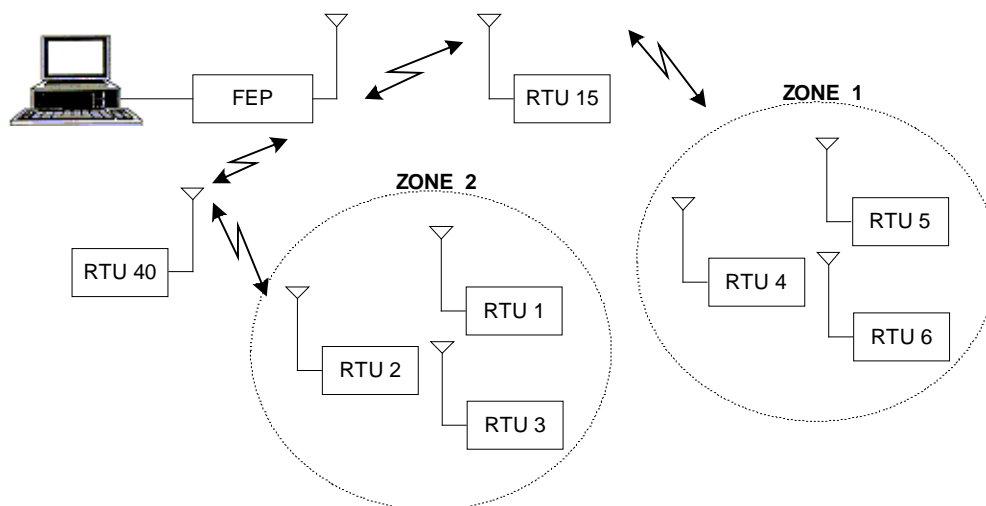 FEP
RTU 15
ZONE 1
RTU 5
RTU 4
RTU 6
RTU 40
ZONE 2
RTU 1
RTU 2
RTU 3